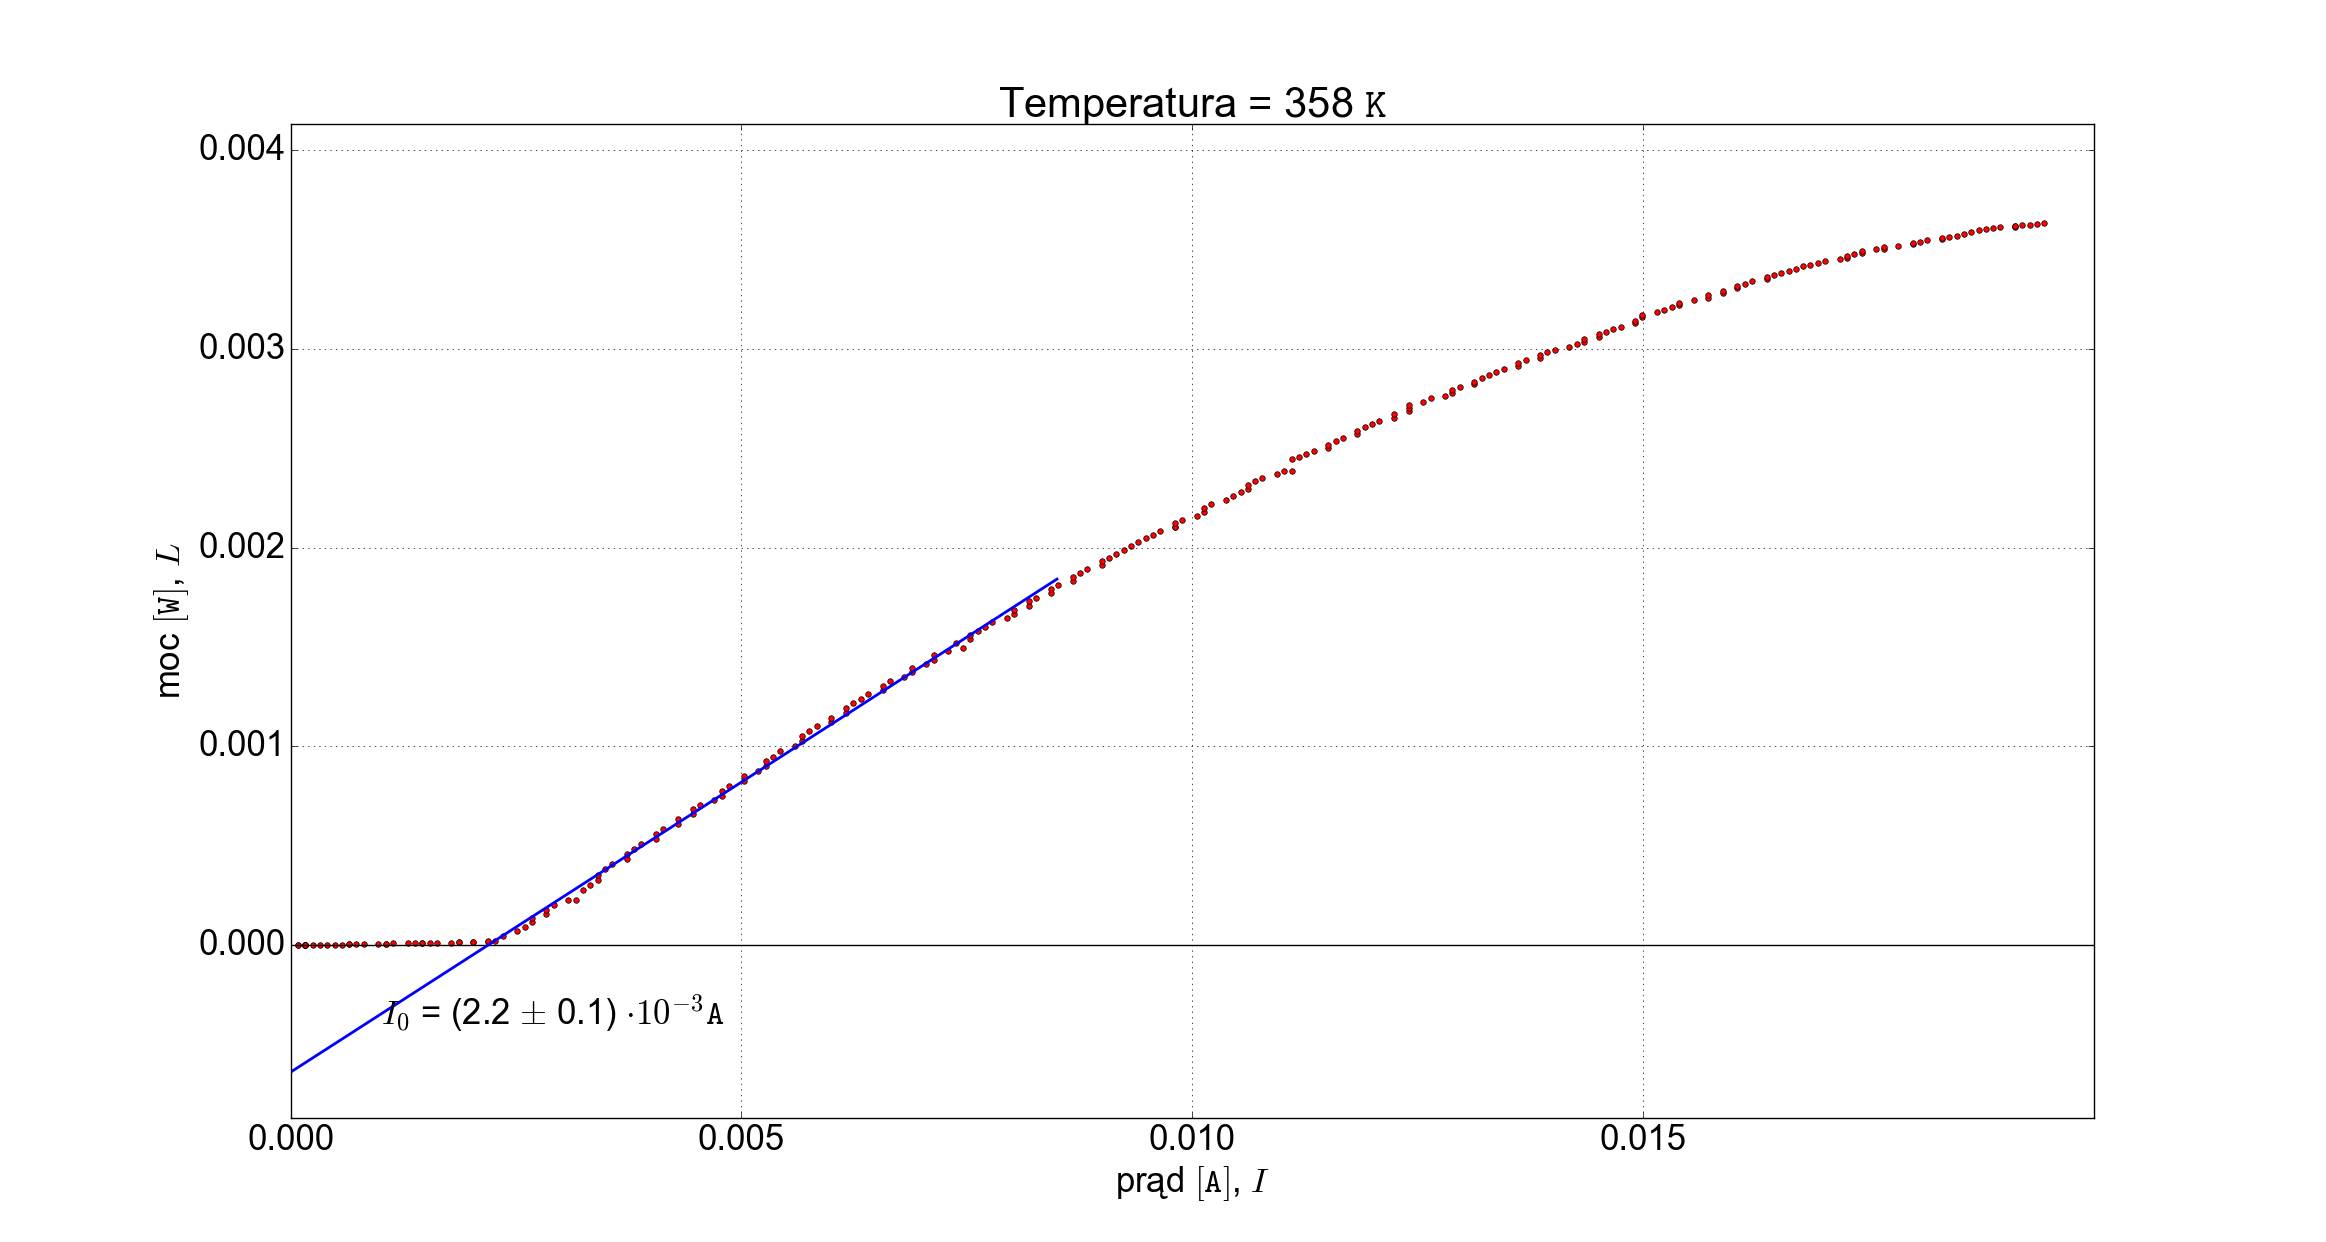 Temperatura = 358 K
0.004
0.003
0.002
0.001
0.000
moc [W], L
I₀ = (2.2 ± 0.1) ·10⁻³A
0.000 0.005 0.010 0.015
prąd [A], I